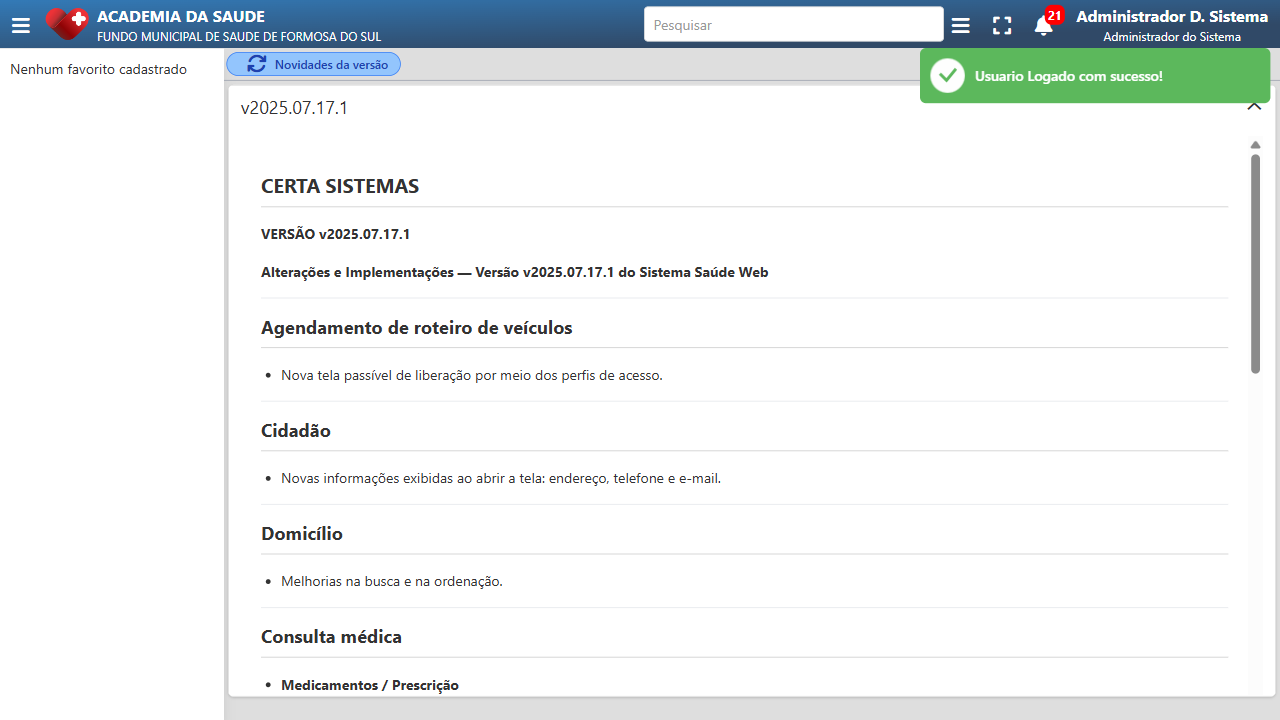 ACADEMIA DA SAUDE
FUNDO MUNICIPAL DE SAUDE DE FORMOSA DO SUL
Pesquisar
21
Administrador D. Sistema
Administrador do Sistema
Nenhum favorito cadastrado
Novidades da versão
Usuario Logado com sucesso!
v2025.07.17.1
CERTA SISTEMAS
VERSÃO v2025.07.17.1
Alterações e Implementações — Versão v2025.07.17.1 do Sistema Saúde Web
Agendamento de roteiro de veículos
• Nova tela passível de liberação por meio dos perfis de acesso.
Cidadão
• Novas informações exibidas ao abrir a tela: endereço, telefone e e-mail.
Domicílio
• Melhorias na busca e na ordenação.
Consulta médica
• Medicamentos / Prescrição